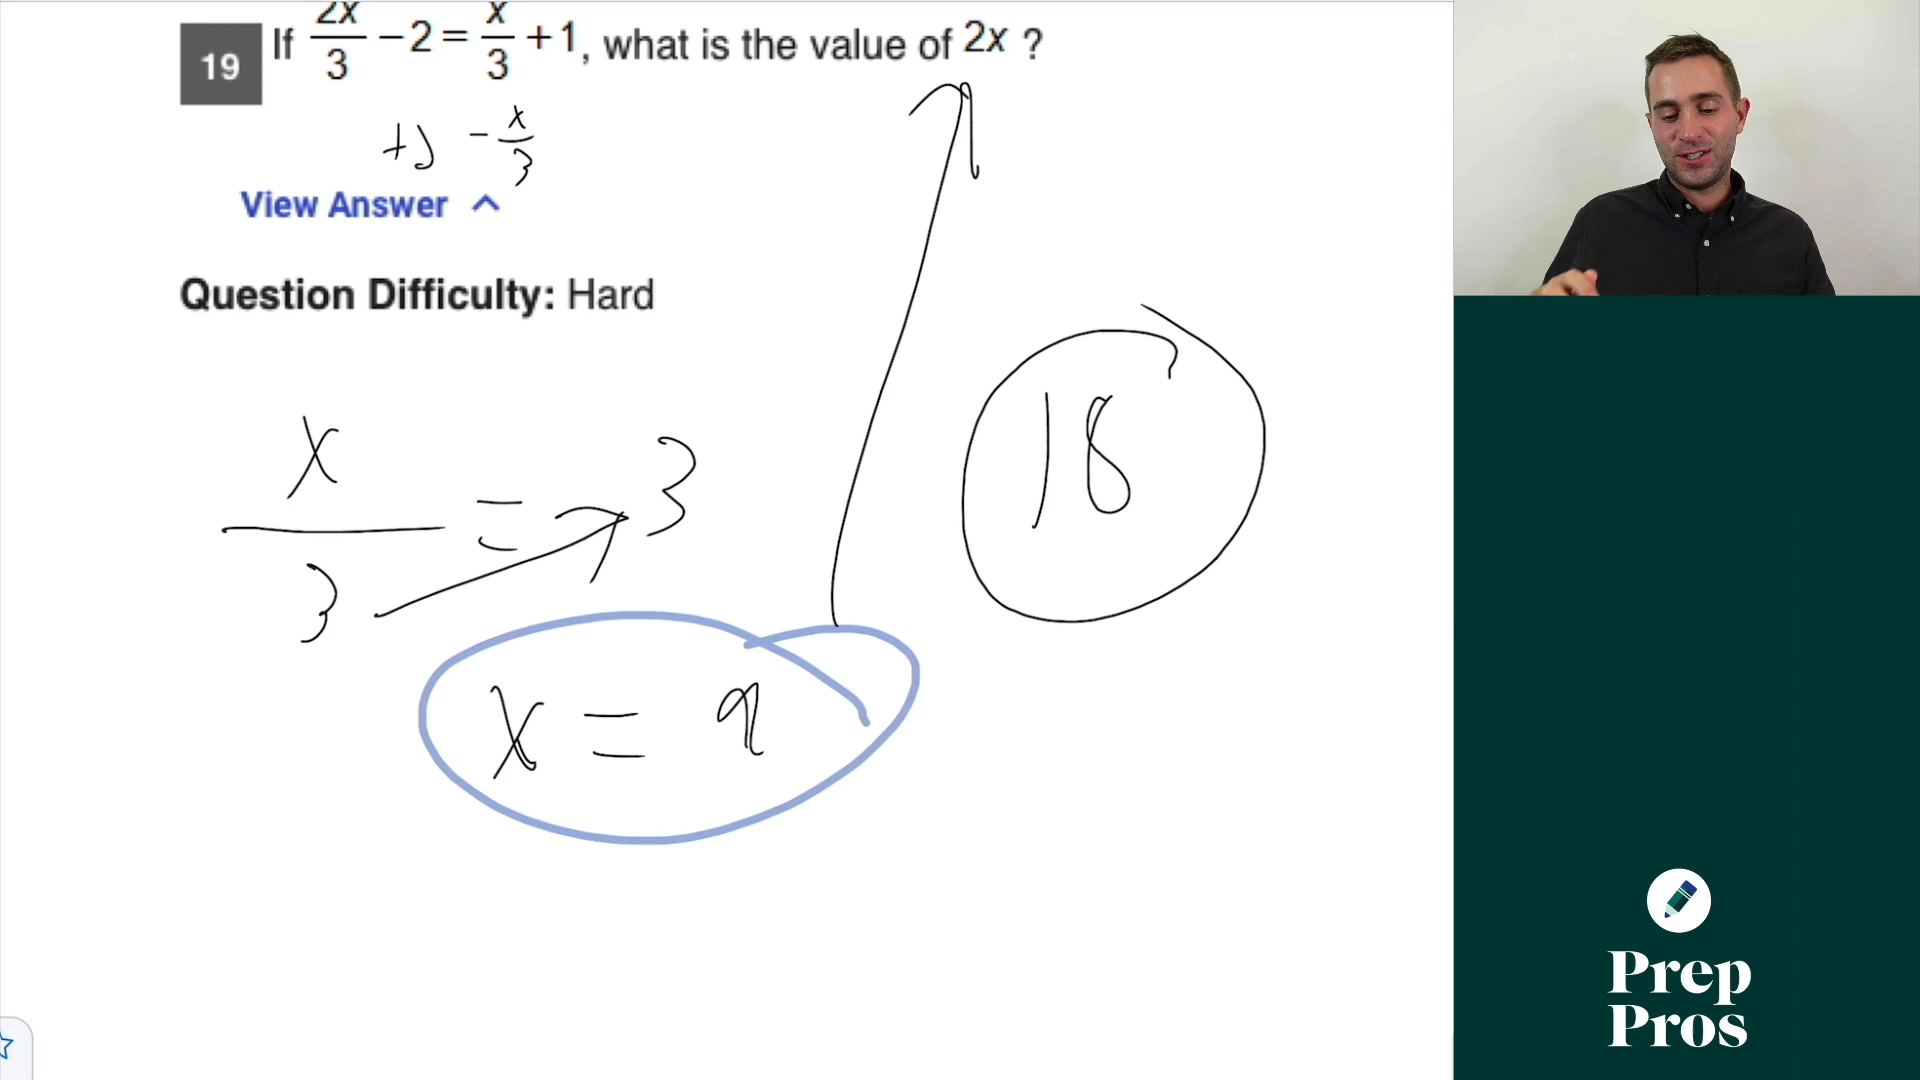 19 If 2x/3 − 2 = x/3 + 1, what is the value of 2x ?
+2 − x/3
View Answer
Question Difficulty: Hard
x/3 = 3
18
x = 9
Prep
Pros